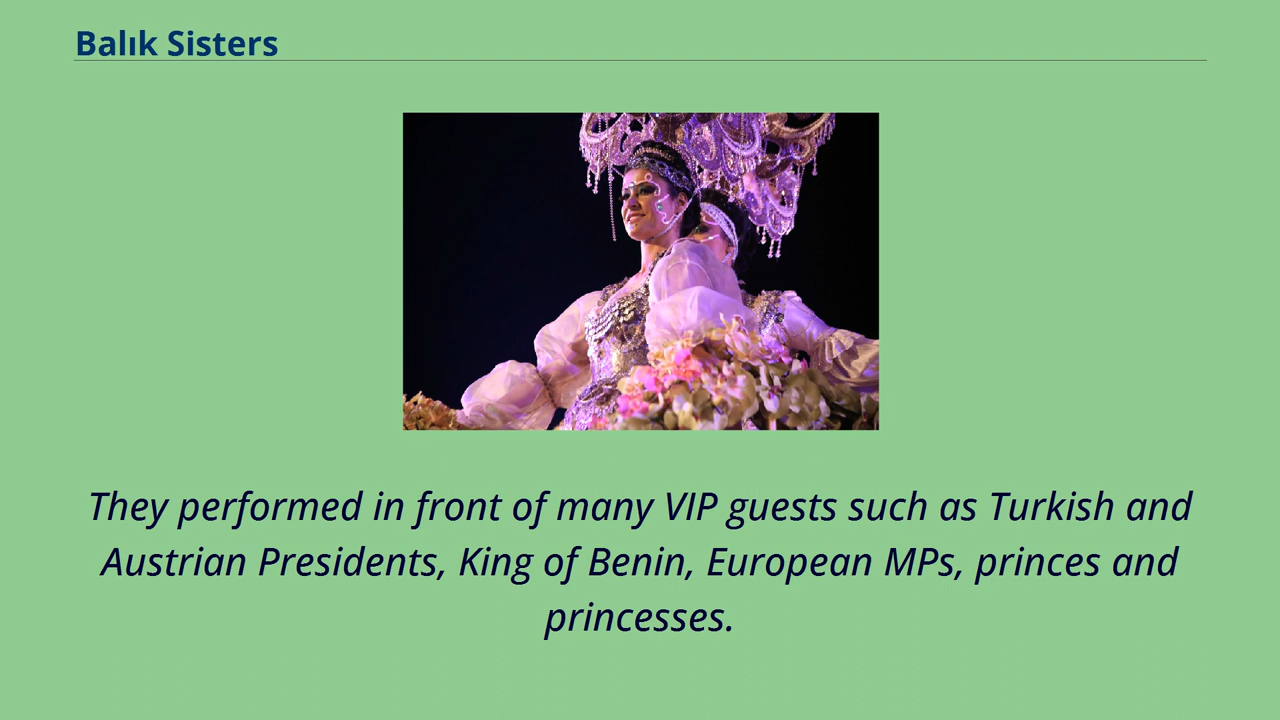 Balık Sisters
They performed in front of many VIP guests such as Turkish and
Austrian Presidents, King of Benin, European MPs, princes and
princesses.